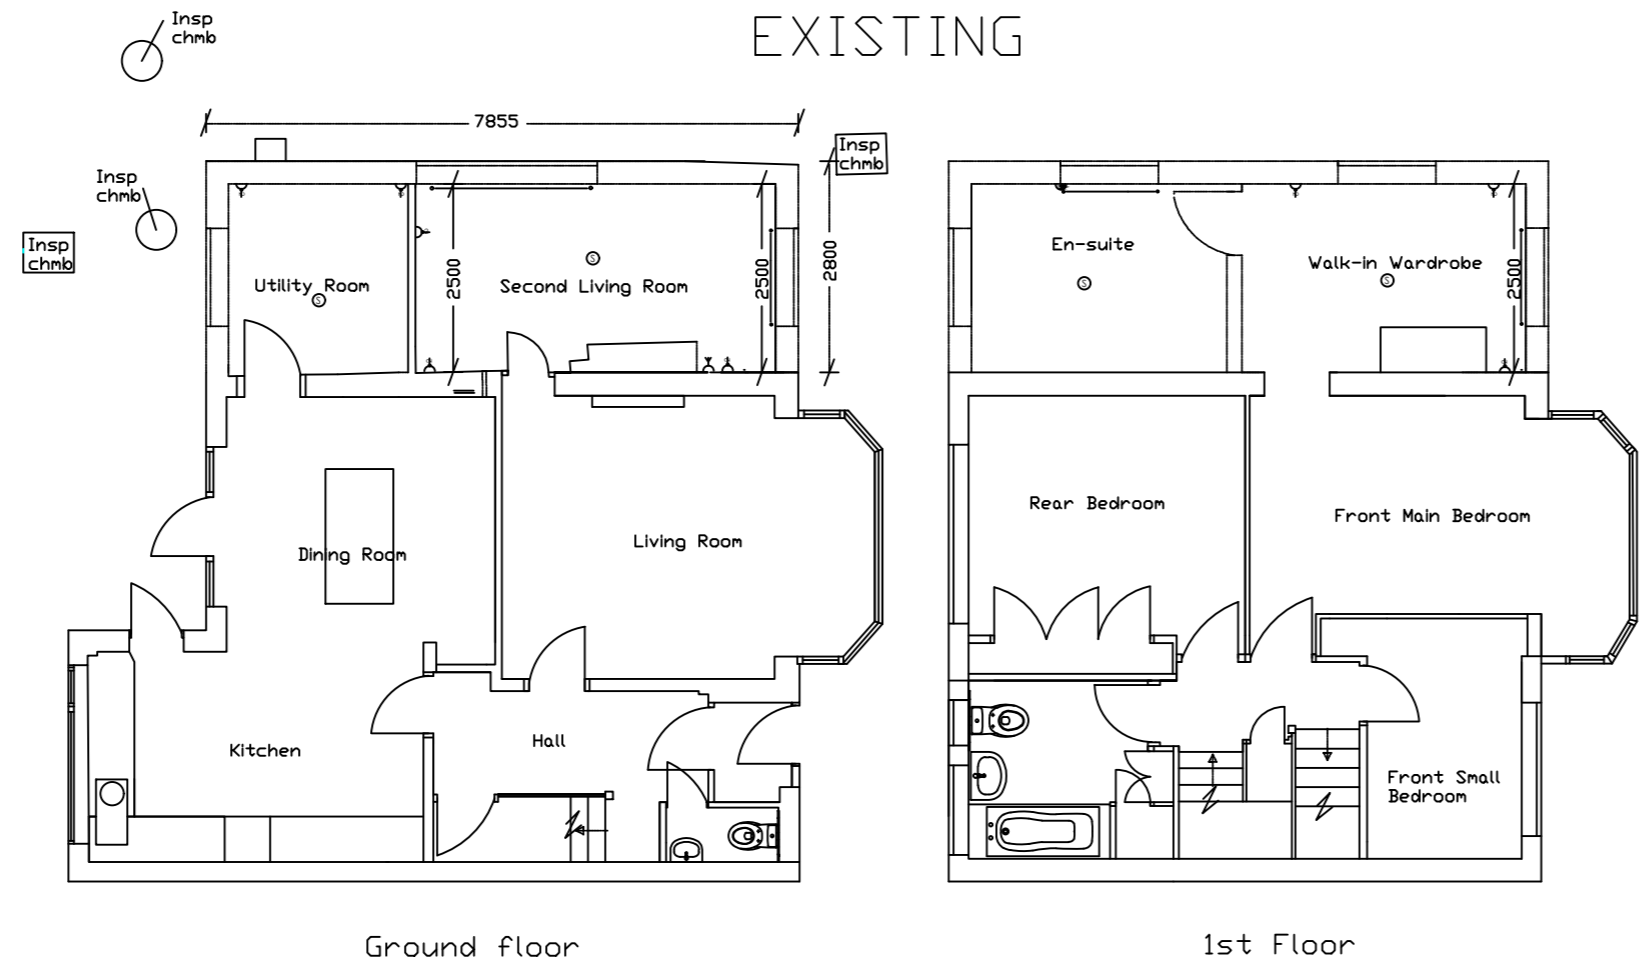 EXISTING
Insp
chmb
7855
Insp
chmb
Insp
chmb
Insp
chmb
Utility Room
S
2500
S
Second Living Room
2500
2800
Dining Room
Living Room
Kitchen
Hall
Ground floor
En-suite
S
Walk-in Wardrobe
S
2500
Rear Bedroom
Front Main Bedroom
Front Small
Bedroom
1st Floor